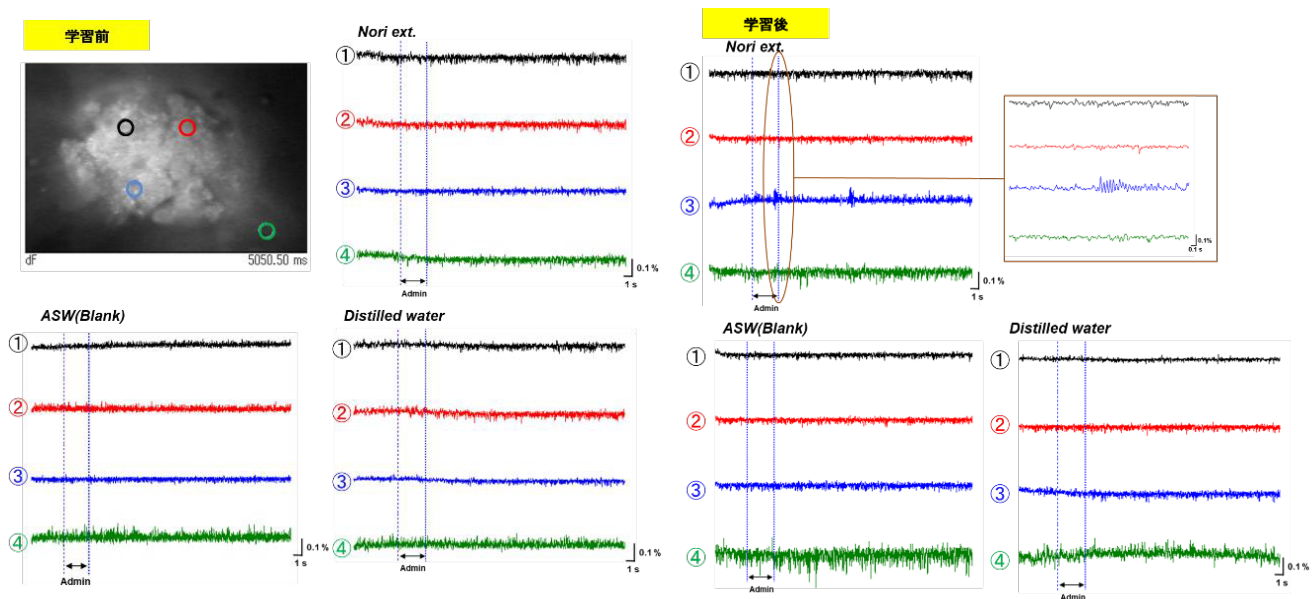 学習前
dF
5050.50 ms
Nori ext.
①
②
③
④
Admin
0.1 %
1 s
ASW(Blank)
①
②
③
④
Admin
0.1 %
1 s
Distilled water
①
②
③
④
Admin
0.1%
1 s
学習後
Nori ext.
①
②
③
④
Admin
0.1 %
1 s
0.1%
0.1 s
ASW(Blank)
①
②
③
④
Admin
Distilled water
①
②
③
④
Admin
0.1%
1 s